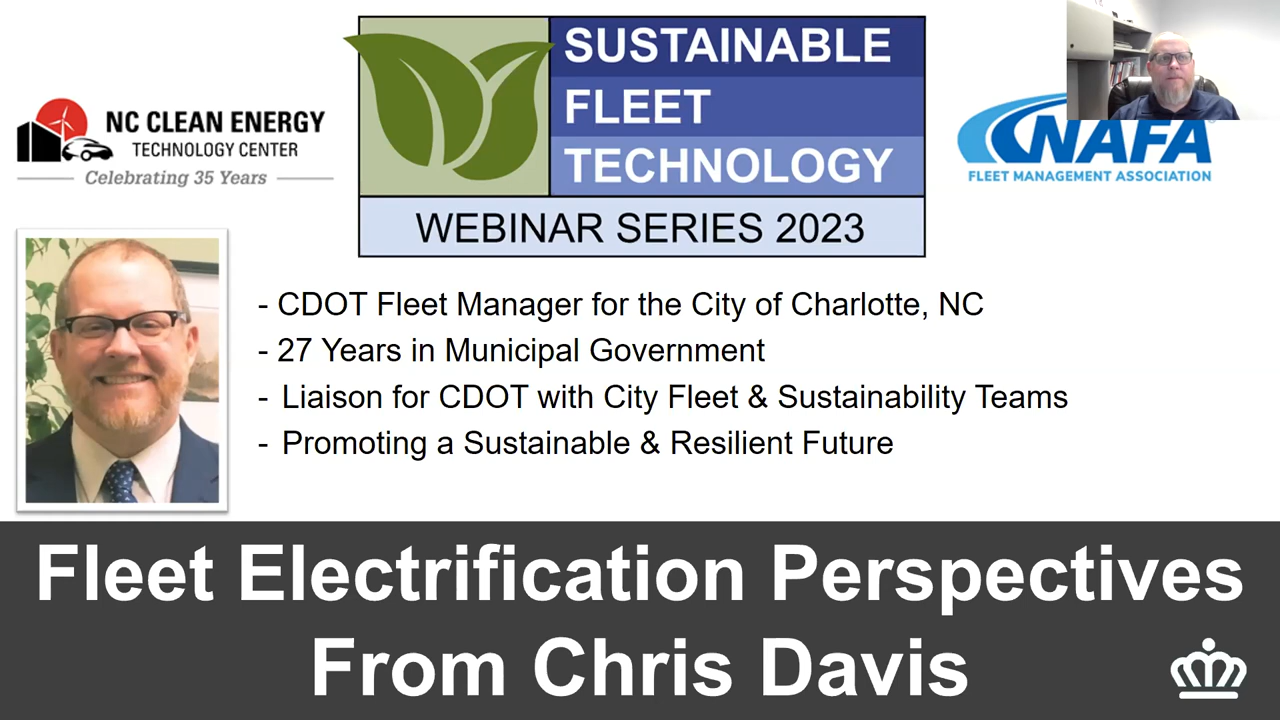 NC CLEAN ENERGY
TECHNOLOGY CENTER
Celebrating 35 Years
SUSTAINABLE
FLEET
TECHNOLOGY
WEBINAR SERIES 2023
NAFA
FLEET MANAGEMENT ASSOCIATION
- CDOT Fleet Manager for the City of Charlotte, NC
- 27 Years in Municipal Government
- Liaison for CDOT with City Fleet & Sustainability Teams
- Promoting a Sustainable & Resilient Future
Fleet Electrification Perspectives
From Chris Davis